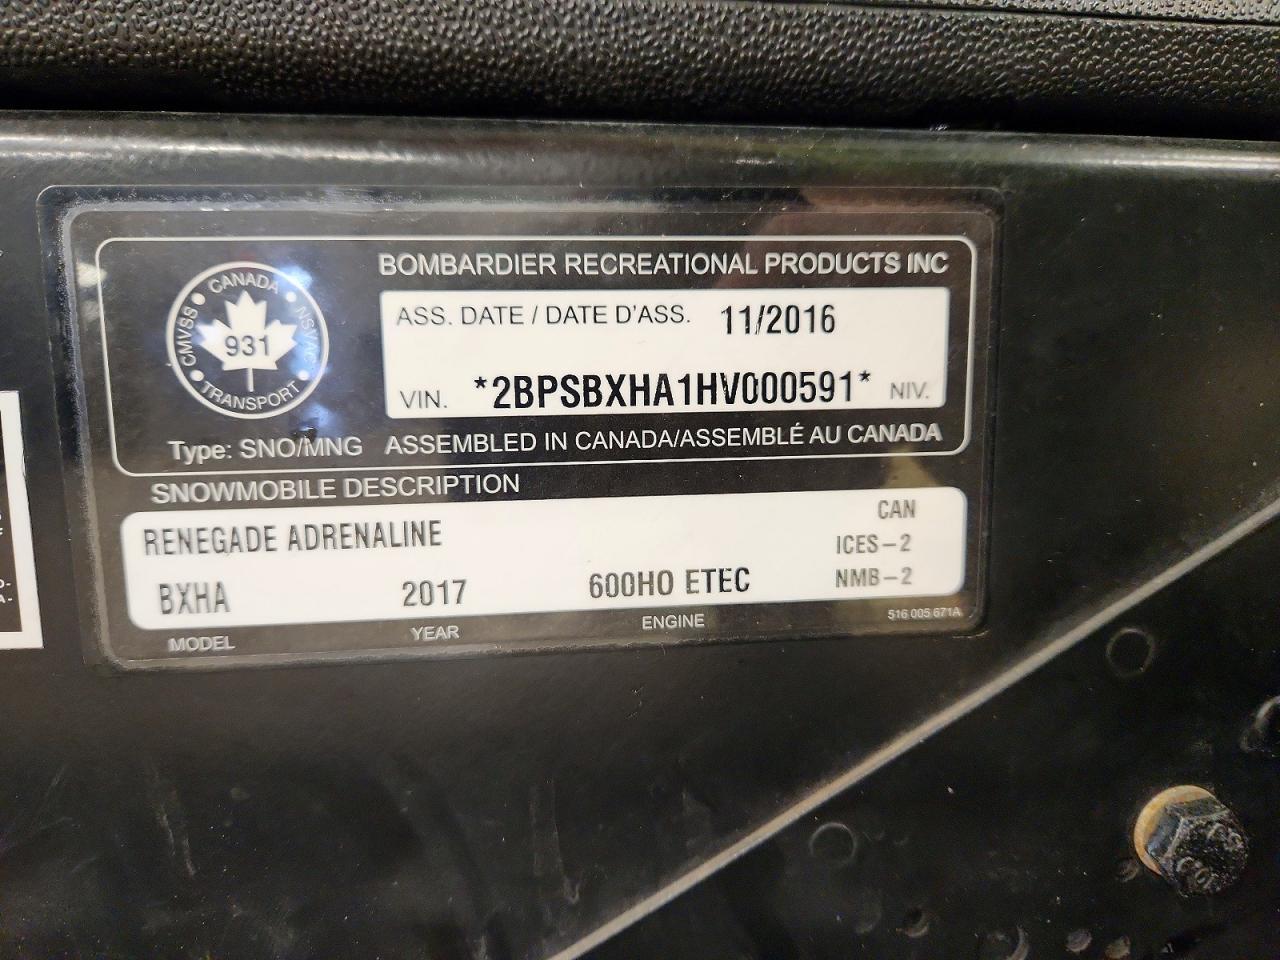 BOMBARDIER RECREATIONAL PRODUCTS INC
CANADA
CMVSS
NSVAC
931
TRANSPORT
ASS. DATE / DATE D'ASS. 11/2016
VIN. *2BPSBXHA1HV000591* NIV.
Type: SNO/MNG ASSEMBLED IN CANADA/ASSEMBLÉ AU CANADA
SNOWMOBILE DESCRIPTION
RENEGADE ADRENALINE CAN
ICES-2
BXHA 2017 600HO ETEC NMB-2
MODEL YEAR ENGINE 516 005 671A